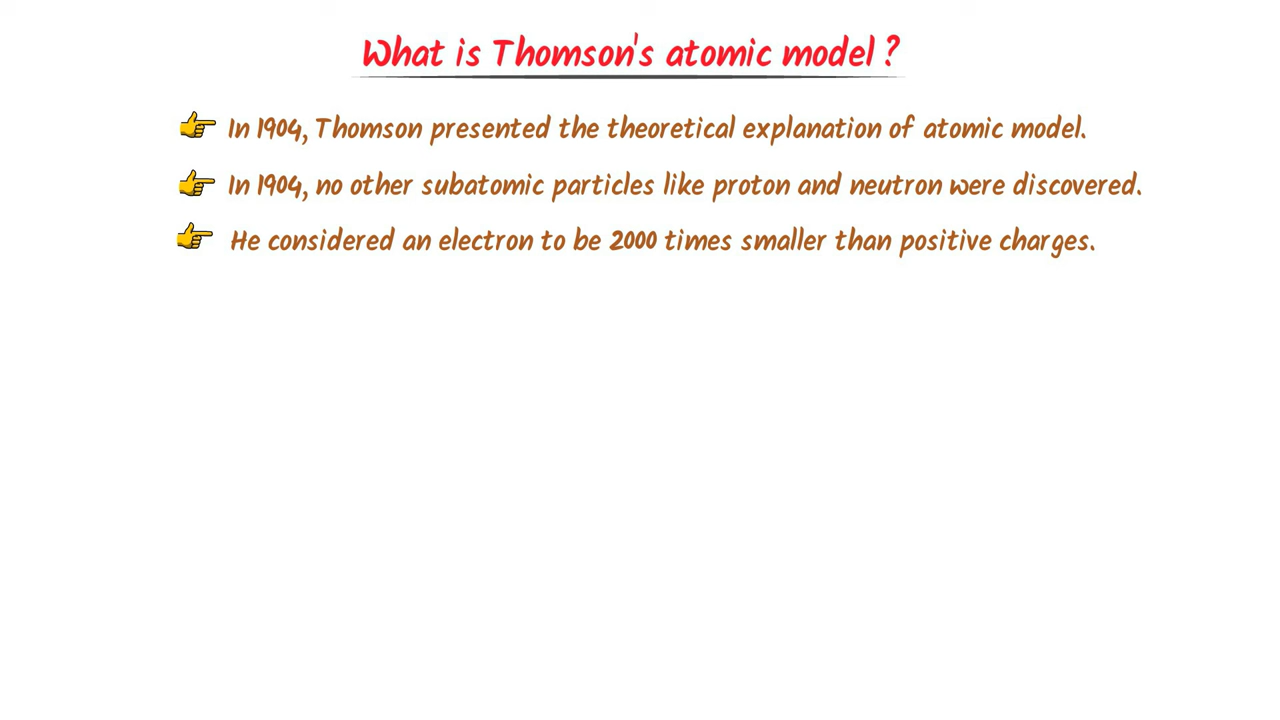 What is Thomson's atomic model ?
👉 In 1904, Thomson presented the theoretical explanation of atomic model.
👉 In 1904, no other subatomic particles like proton and neutron were discovered.
👉 He considered an electron to be 2000 times smaller than positive charges.